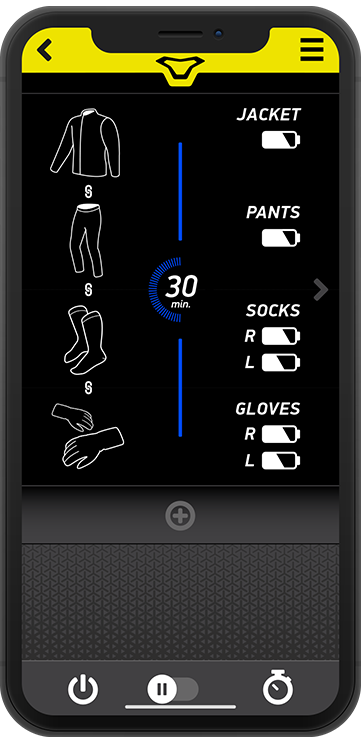 JACKET
PANTS
30
min.
SOCKS
R
L
GLOVES
R
L